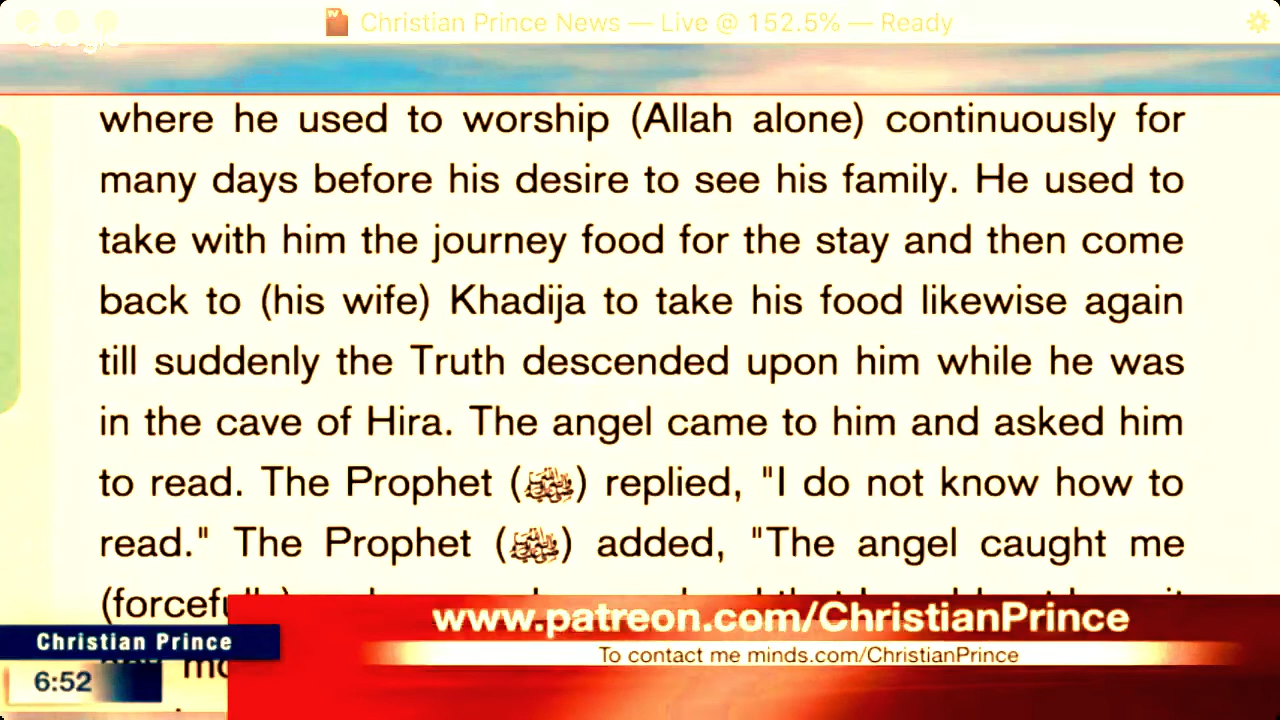 Christian Prince News — Live @ 152.5% — Ready
where he used to worship (Allah alone) continuously for
many days before his desire to see his family. He used to
take with him the journey food for the stay and then come
back to (his wife) Khadija to take his food likewise again
till suddenly the Truth descended upon him while he was
in the cave of Hira. The angel came to him and asked him
to read. The Prophet (ﷺ) replied, "I do not know how to
read." The Prophet (ﷺ) added, "The angel caught me
www.patreon.com/ChristianPrince
To contact me minds.com/ChristianPrince
Christian Prince
6:52